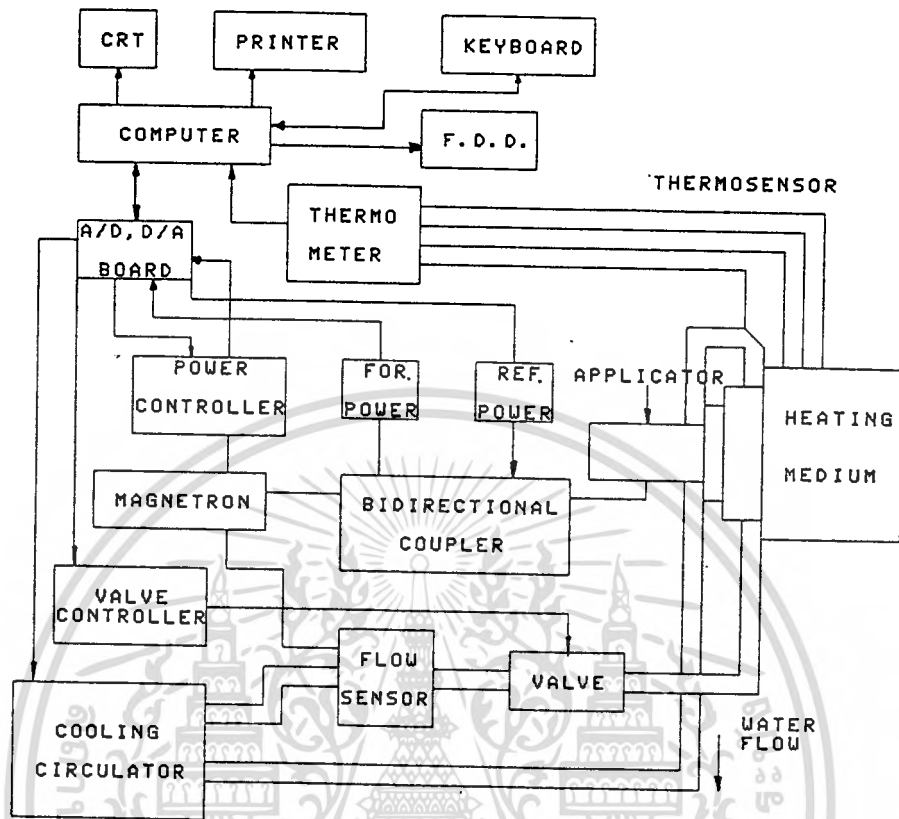 CRT
PRINTER
KEYBOARD
COMPUTER
F.D.D.
THERMOSENSOR
THERMO
METER
A/D, D/A
BOARD
POWER
CONTROLLER
FOR.
POWER
REF.
POWER
APPLICATOR
HEATING
MEDIUM
MAGNETRON
BIDIRECTIONAL
COUPLER
VALVE
CONTROLLER
FLOW
SENSOR
VALVE
COOLING
CIRCULATOR
WATER
FLOW